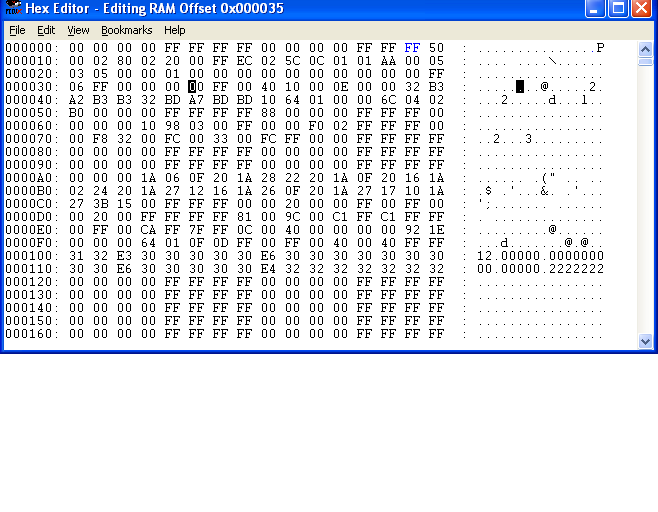 Hex Editor - Editing RAM Offset 0x000035
File Edit View Bookmarks Help
000000: 00 00 00 00 FF FF FF FF 00 00 00 00 FF FF FF 50 : ...............P
000010: 00 02 80 02 20 00 FF EC 02 5C 0C 01 01 AA 00 05 : .... ....\......
000020: 03 05 00 00 01 00 00 00 00 00 00 00 00 00 00 FF : ................
000030: 06 FF 00 00 00 00 FF 00 40 10 00 0E 00 00 32 B3 : ........@.....2.
000040: A2 B3 B3 32 BD A7 BD BD 10 64 01 00 00 6C 04 02 : ...2.....d...l..
000050: B0 00 00 00 FF FF FF FF 88 00 00 00 FF FF FF FF : ................
000060: 00 00 00 10 98 03 00 FF 00 00 F0 02 FF FF FF 00 : ................
000070: 00 F8 32 00 FC 00 33 00 FC FF 00 00 FF FF FF FF : ..2...3.........
000080: 00 00 00 00 FF FF FF FF 00 00 00 00 FF FF FF FF : ................
000090: 00 00 00 00 FF FF FF FF 00 00 00 00 FF FF FF FF : ................
0000A0: 00 00 00 1A 06 0F 20 1A 28 22 20 1A 0F 20 16 1A : ...... .(" .. ..
0000B0: 02 24 20 1A 27 12 16 1A 26 0F 20 1A 27 17 10 1A : .$ .'...&. .'...
0000C0: 27 3B 15 00 FF FF FF FF 00 00 00 00 FF 00 FF 00 : ';..............
0000D0: 00 20 00 FF FF FF FF 81 00 9C 00 C1 FF C1 FF FF : . ..............
0000E0: 00 FF 00 CA FF 7F FF 0C 00 40 00 00 00 00 92 1E : .........@......
0000F0: 00 00 00 64 01 0F 0D FF 00 FF 00 40 00 40 FF FF : ...d.......@.@..
000100: 31 32 E3 30 30 30 30 30 E6 30 30 30 30 30 30 30 : 12.00000.0000000
000110: 30 30 E6 30 30 30 30 30 E4 32 32 32 32 32 32 32 : 00.00000.2222222
000120: 00 00 00 00 FF FF FF FF 00 00 00 00 FF FF FF FF : ................
000130: 00 00 00 00 FF FF FF FF 00 00 00 00 FF FF FF FF : ................
000140: 00 00 00 00 FF FF FF FF 00 00 00 00 FF FF FF FF : ................
000150: 00 00 00 00 FF FF FF FF 00 00 00 00 FF FF FF FF : ................
000160: 00 00 00 00 FF FF FF FF 00 00 00 00 FF FF FF FF : ................